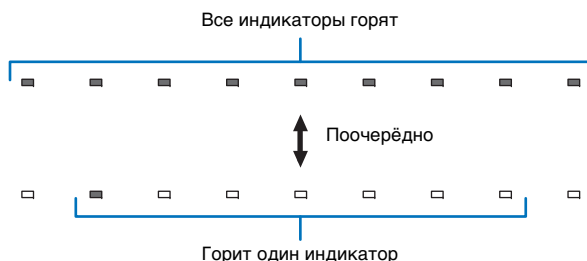 Все индикаторы горят
Поочерёдно
Горит один индикатор